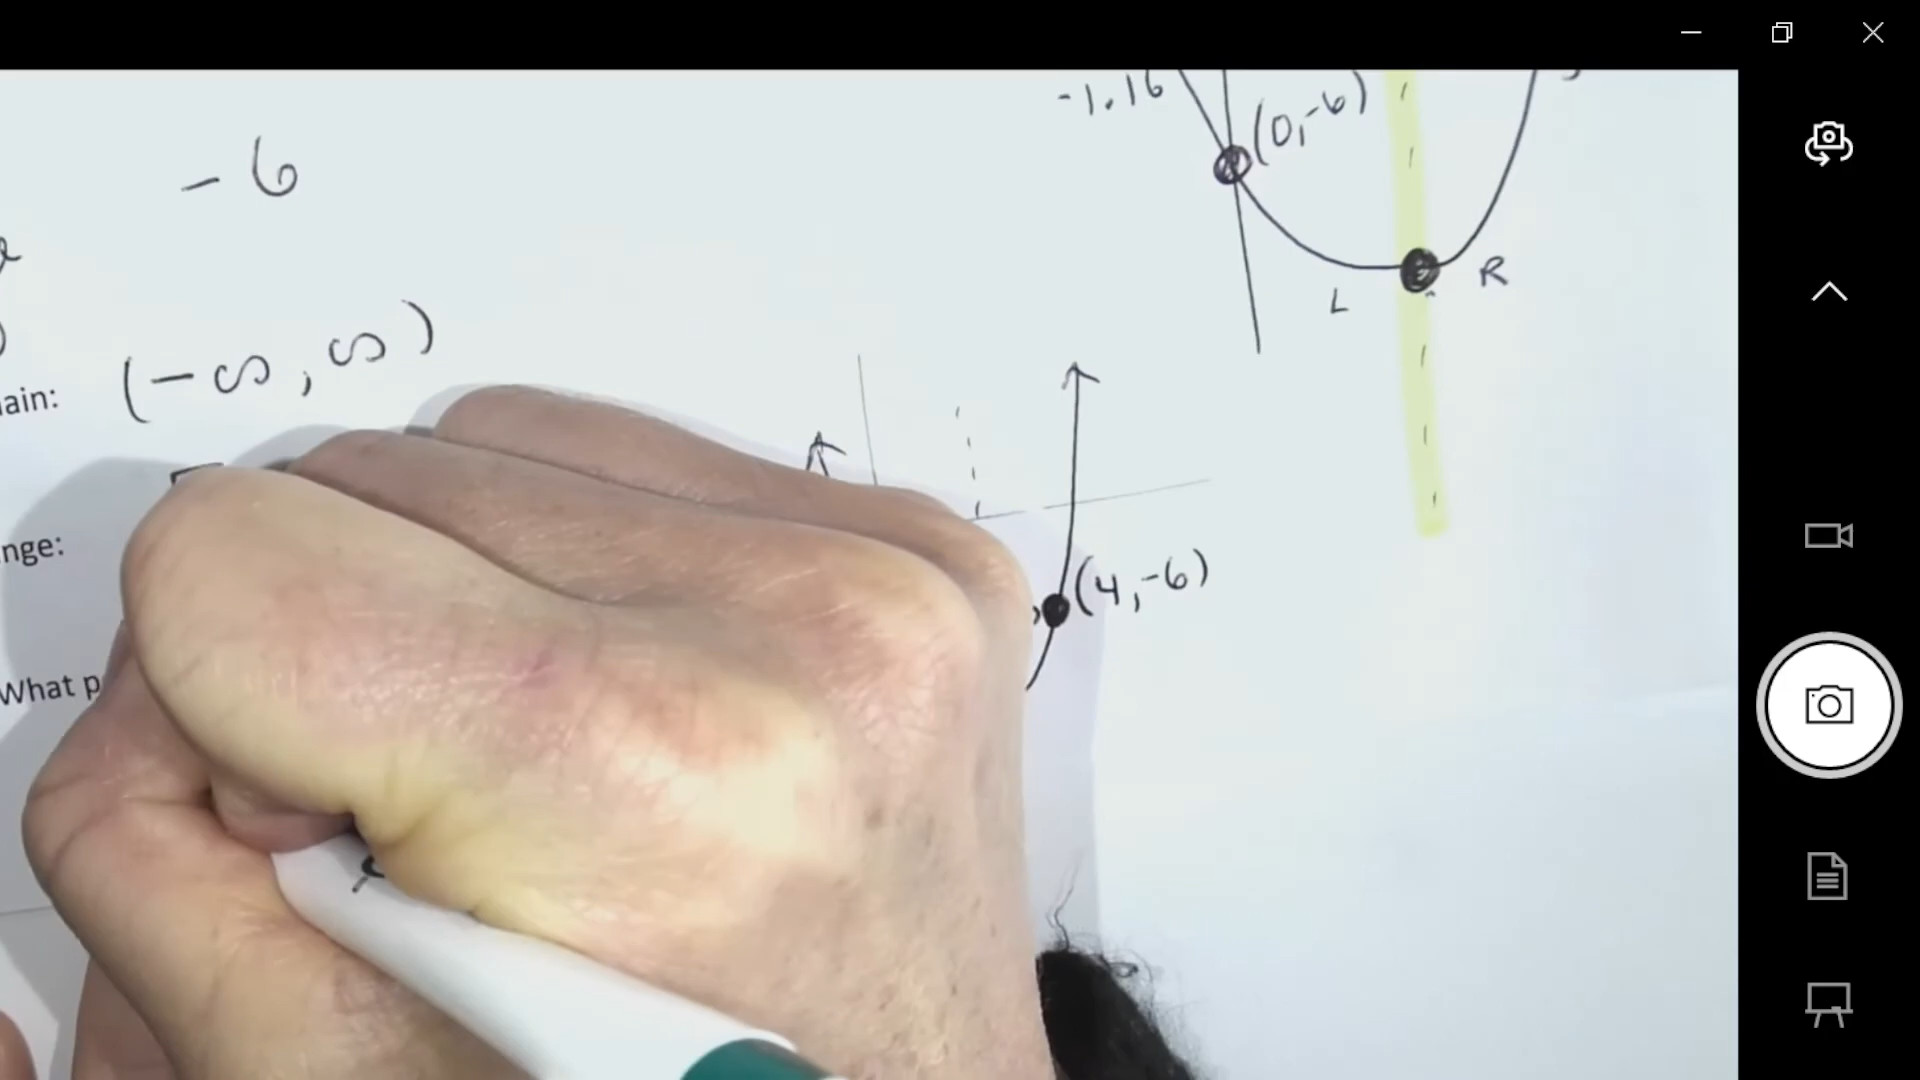 -1.16
(0,-6)
-6
L
R
ain: (-∞, ∞)
nge:
(4,-6)
What p